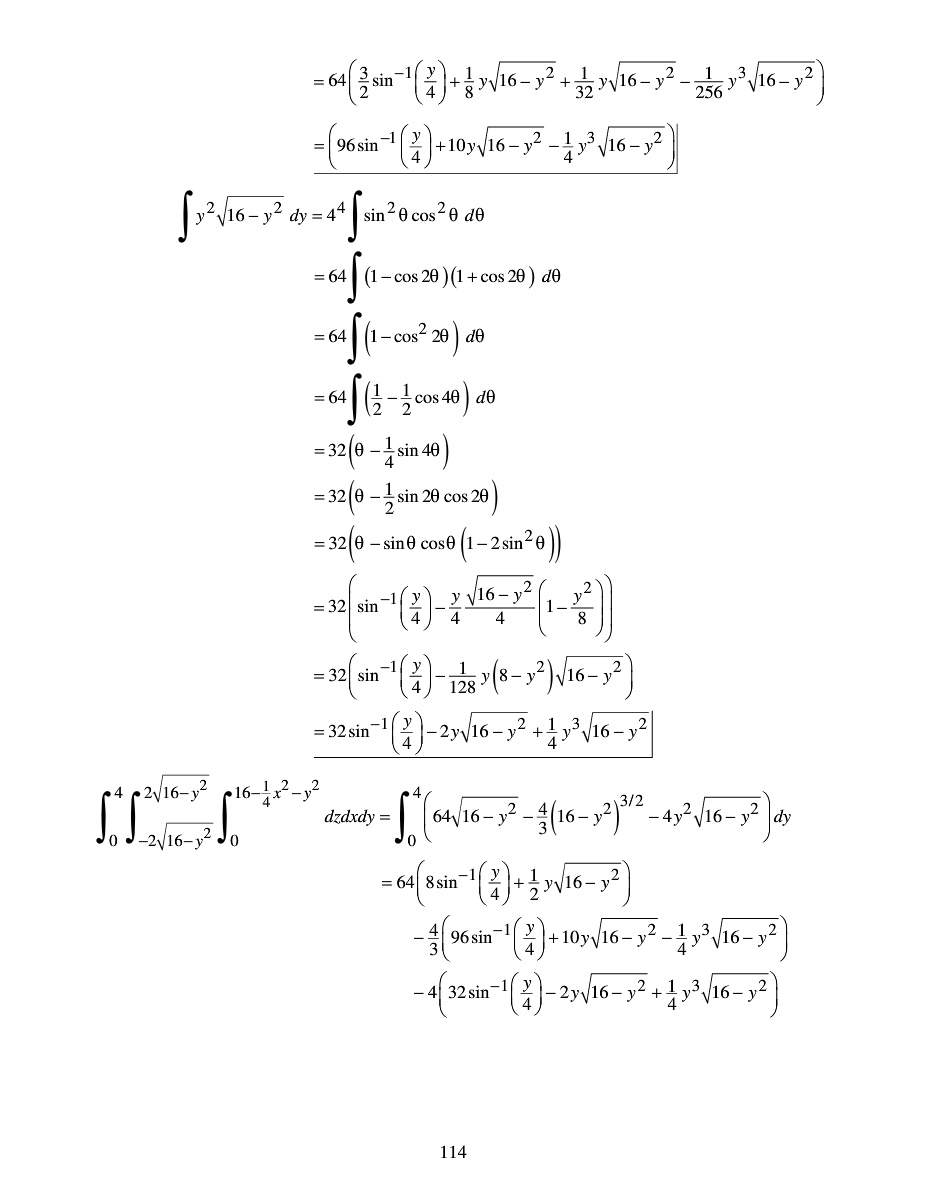 = 64(3/2 sin⁻¹(y/4) + 1/8 y√(16 − y²) + 1/32 y√(16 − y²) − 1/256 y³√(16 − y²))
= (96 sin⁻¹(y/4) + 10y√(16 − y²) − 1/4 y³√(16 − y²))
∫ y²√(16 − y²) dy = 4⁴ ∫ sin²θ cos²θ dθ
= 64 ∫ (1 − cos 2θ)(1 + cos 2θ) dθ
= 64 ∫ (1 − cos² 2θ) dθ
= 64 ∫ (1/2 − 1/2 cos 4θ) dθ
= 32(θ − 1/4 sin 4θ)
= 32(θ − 1/2 sin 2θ cos 2θ)
= 32(θ − sinθ cosθ (1 − 2 sin²θ))
= 32(sin⁻¹(y/4) − y/4 √(16 − y²)/4 (1 − y²/8))
= 32(sin⁻¹(y/4) − 1/128 y(8 − y²)√(16 − y²))
= 32 sin⁻¹(y/4) − 2y√(16 − y²) + 1/4 y³√(16 − y²)
∫₀⁴ ∫_{−2√(16−y²)}^{2√(16−y²)} ∫₀^{16−1/4 x²−y²} dzdxdy = ∫₀⁴ (64√(16 − y²) − 4/3 (16 − y²)^{3/2} − 4y²√(16 − y²)) dy
= 64(8 sin⁻¹(y/4) + 1/2 y√(16 − y²))
− 4/3 (96 sin⁻¹(y/4) + 10y√(16 − y²) − 1/4 y³√(16 − y²))
− 4(32 sin⁻¹(y/4) − 2y√(16 − y²) + 1/4 y³√(16 − y²))
114